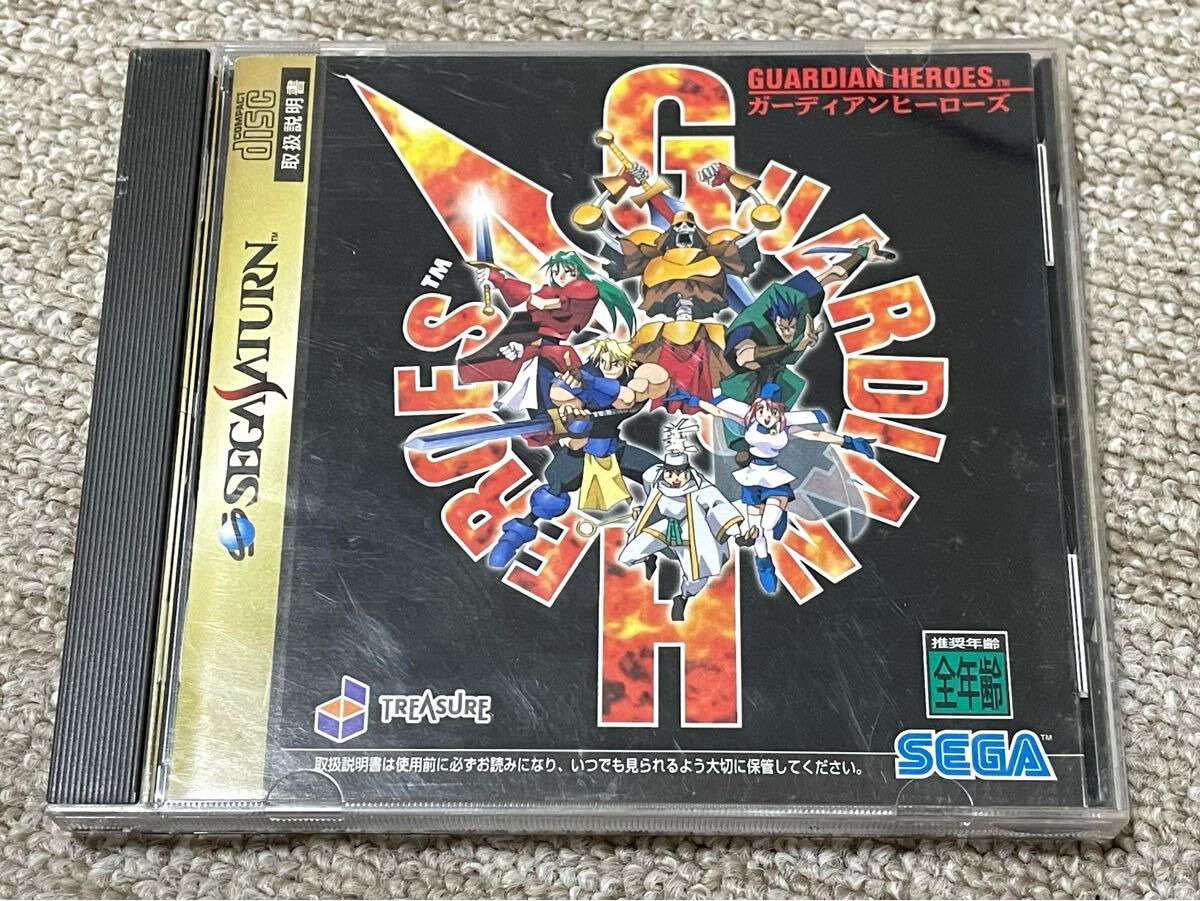 COMPACT
disc
取扱説明書
SEGA SATURN™
GUARDIAN HEROES™
ガーディアンヒーローズ
GUARDIAN
HEROES™
TREASURE
推奨年齢
全年齢
SEGA™
取扱説明書は使用前に必ずお読みになり、いつでも見られるよう大切に保管してください。